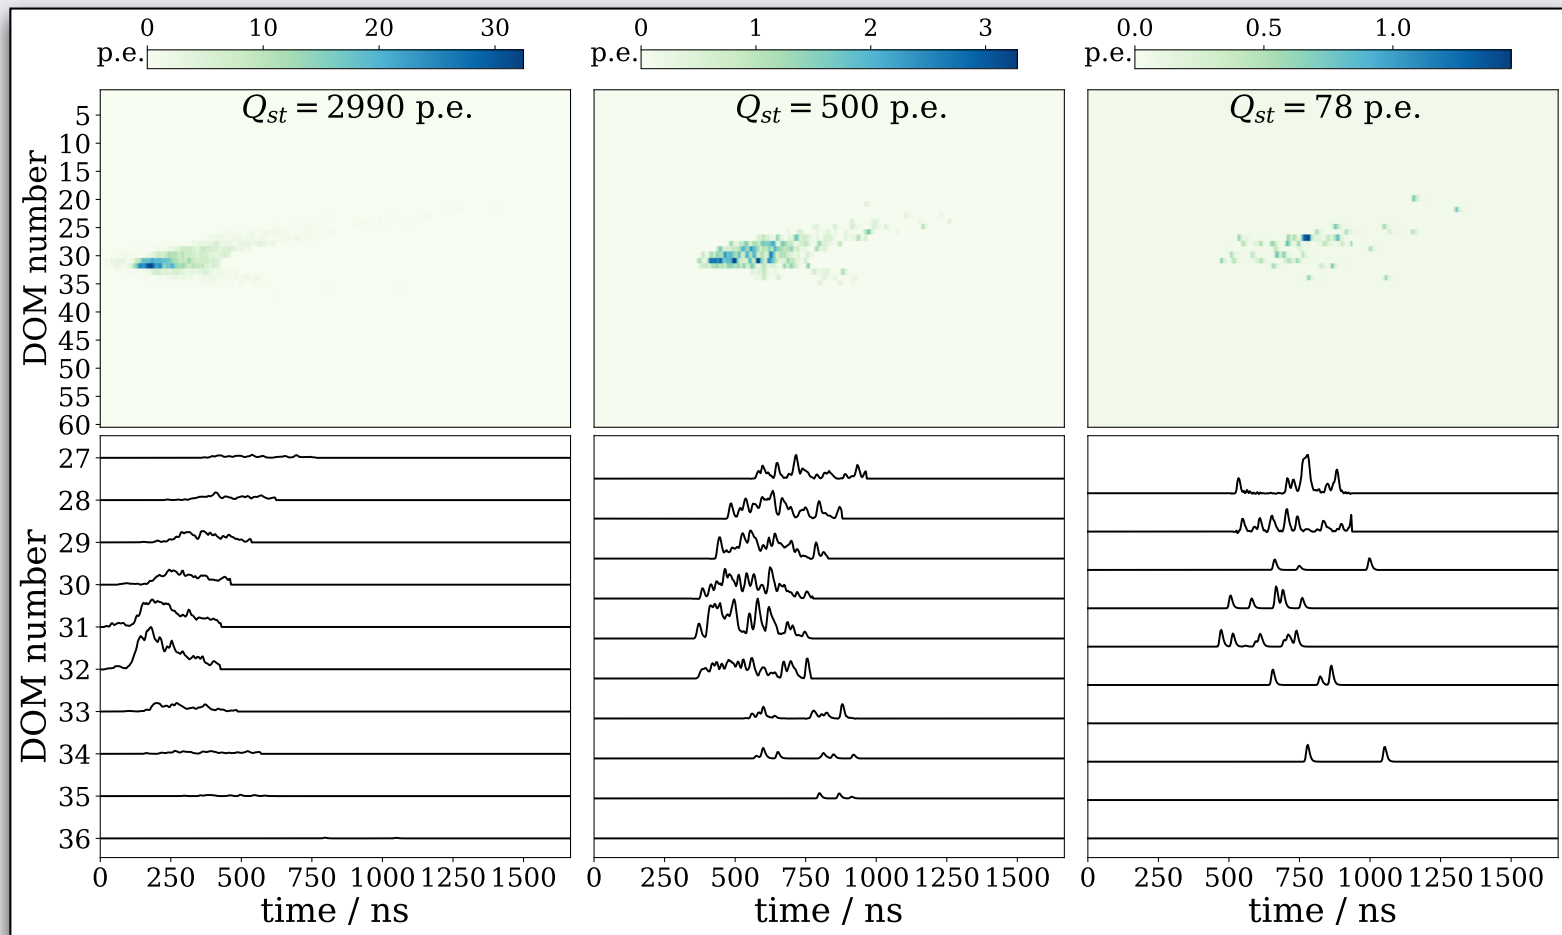 0 10 20 30
p.e.
0 1 2 3
p.e.
0.0 0.5 1.0
p.e.
Q_st = 2990 p.e.
Q_st = 500 p.e.
Q_st = 78 p.e.
DOM number
5
10
15
20
25
30
35
40
45
50
55
60
DOM number
27
28
29
30
31
32
33
34
35
36
0 250 500 750 1000 1250 1500
time / ns
0 250 500 750 1000 1250 1500
time / ns
0 250 500 750 1000 1250 1500
time / ns